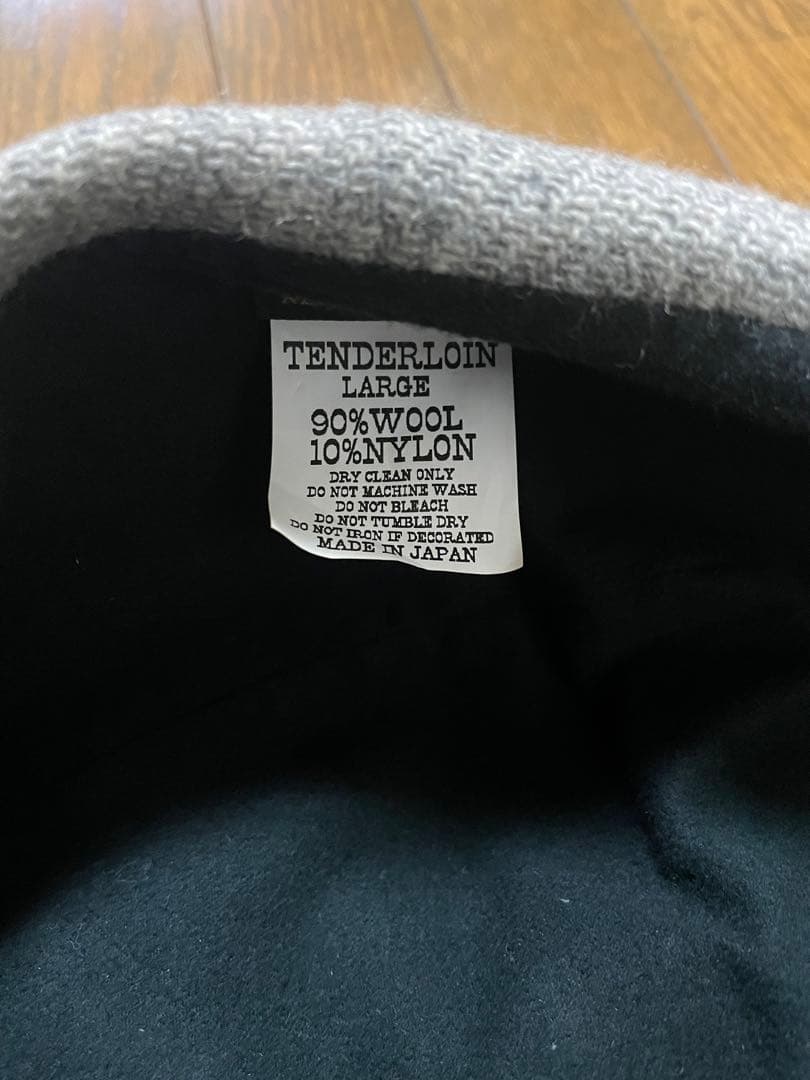 TENDERLOIN
LARGE
90%WOOL
10%NYLON
DRY CLEAN ONLY
DO NOT MACHINE WASH
DO NOT BLEACH
DO NOT TUMBLE DRY
DO NOT IRON IF DECORATED
MADE IN JAPAN